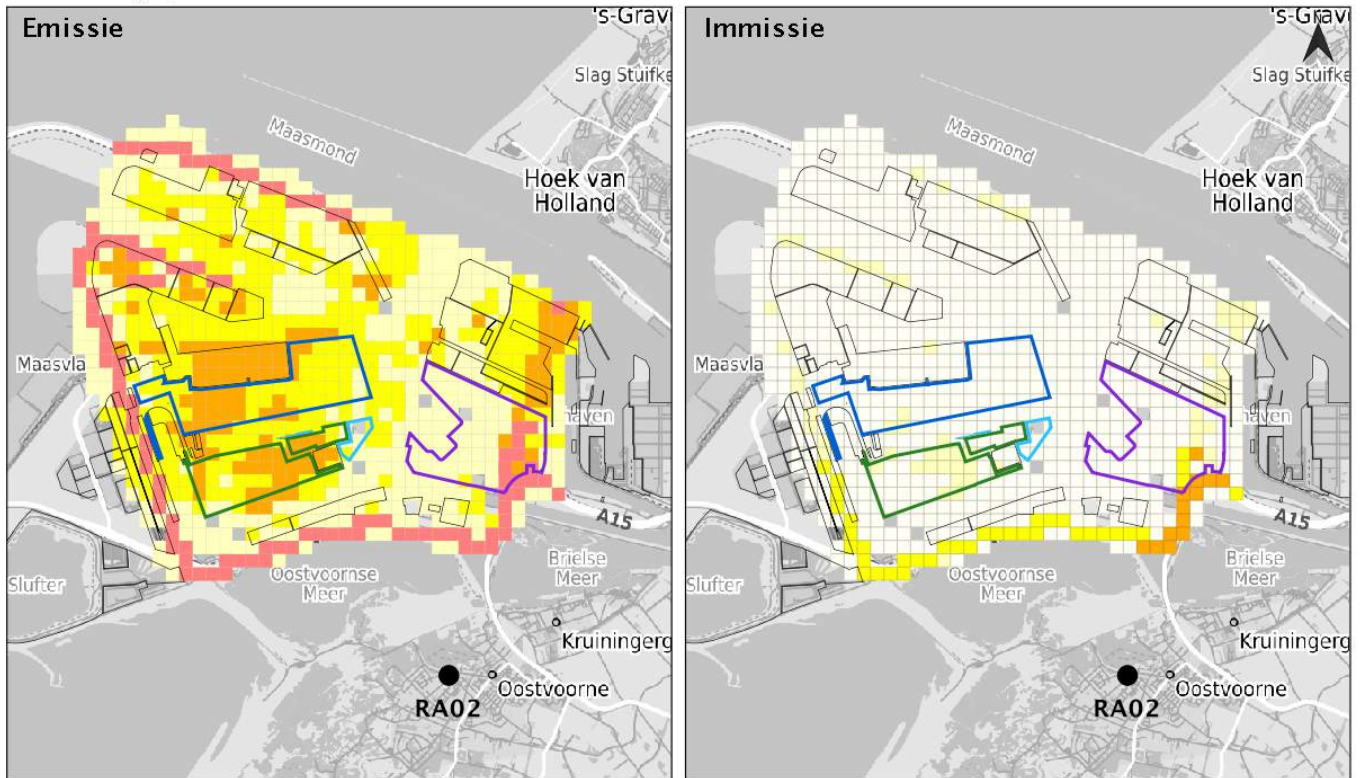 Emissie
's-Grav
Slag Stuifke
Maasmond
Hoek van
Holland
Maasvla
haven
A15
Slufter
Oostvoornse
Meer
Brielse
Meer
Kruiningerg
Oostvoorne
RA02
Immissie
's-Grav
Slag Stuifke
Maasmond
Hoek van
Holland
Maasvla
haven
A15
Slufter
Oostvoornse
Meer
Brielse
Meer
Kruiningerg
Oostvoorne
RA02